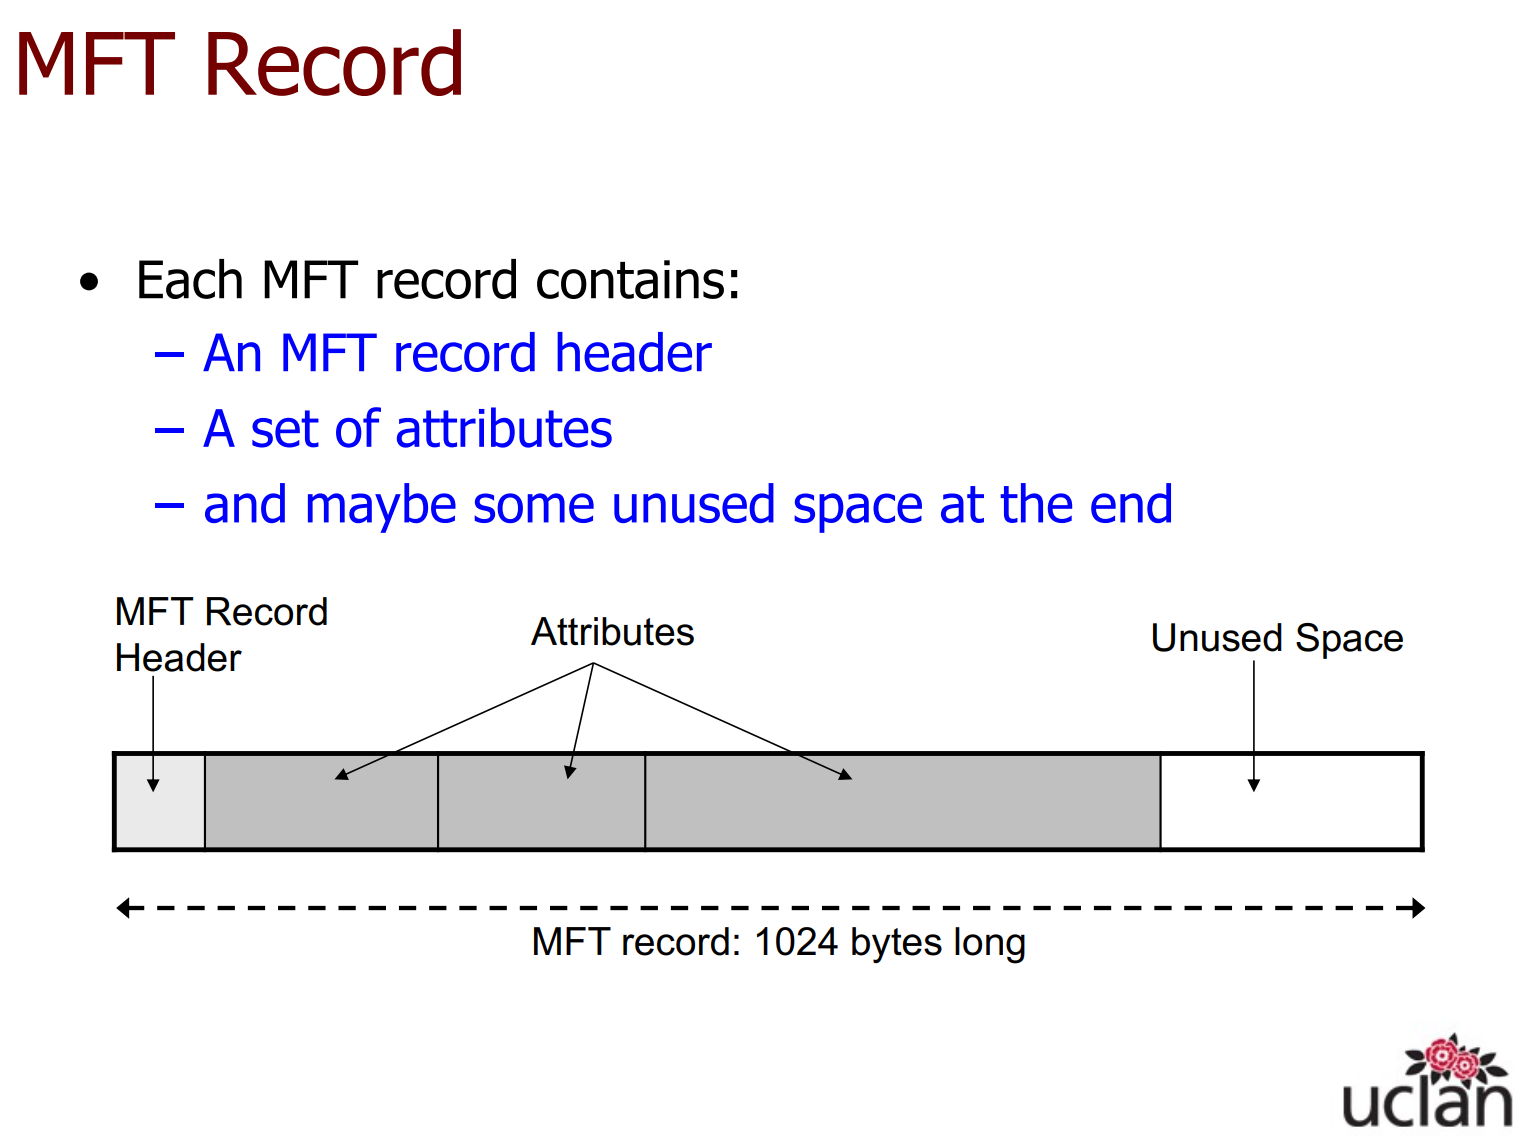 MFT Record
• Each MFT record contains:
– An MFT record header
– A set of attributes
– and maybe some unused space at the end
MFT Record
Header
Attributes
Unused Space
MFT record: 1024 bytes long
uclan